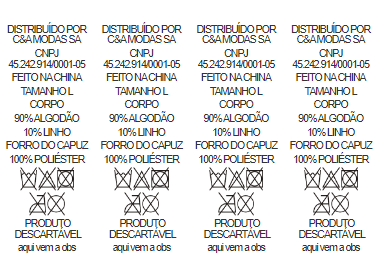 DISTRIBUÍDO POR
C&A MODAS SA
CNPJ
45.242.914/0001-05
FEITO NA CHINA
TAMANHO L
CORPO
90% ALGODÃO
10% LINHO
FORRO DO CAPUZ
100% POLIÉSTER
PRODUTO
DESCARTÁVEL
aqui vem a obs
DISTRIBUÍDO POR
C&A MODAS SA
CNPJ
45.242.914/0001-05
FEITO NA CHINA
TAMANHO L
CORPO
90% ALGODÃO
10% LINHO
FORRO DO CAPUZ
100% POLIÉSTER
PRODUTO
DESCARTÁVEL
aqui vem a obs
DISTRIBUÍDO POR
C&A MODAS SA
CNPJ
45.242.914/0001-05
FEITO NA CHINA
TAMANHO L
CORPO
90% ALGODÃO
10% LINHO
FORRO DO CAPUZ
100% POLIÉSTER
PRODUTO
DESCARTÁVEL
aqui vem a obs
DISTRIBUÍDO POR
C&A MODAS SA
CNPJ
45.242.914/0001-05
FEITO NA CHINA
TAMANHO L
CORPO
90% ALGODÃO
10% LINHO
FORRO DO CAPUZ
100% POLIÉSTER
PRODUTO
DESCARTÁVEL
aqui vem a obs